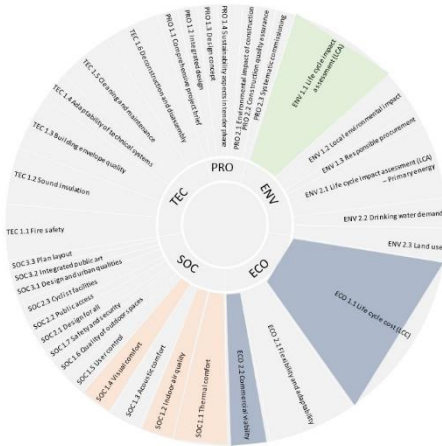 PRO
ENV
ECO
SOC
TEC
PRO 1.1 Comprehensive project brief
PRO 1.2 Integrated design
PRO 1.3 Design concept
PRO 1.4 Sustainability aspects in tender phase
PRO 2.1 Environmental impact of construction
PRO 2.2 Construction quality assurance
PRO 2.3 Systematic commissioning
ENV 1.1 Life cycle impact
assessment (LCA)
ENV 1.2 Local environmental impact
ENV 1.3 Responsible procurement
ENV 2.1 Life cycle impact assessment (LCA)
– Primary energy
ENV 2.2 Drinking water demand
ENV 2.3 Land use
ECO 1.1 Life cycle cost (LCC)
ECO 2.1 Flexibility and adaptability
ECO 2.2 Commercial viability
SOC 1.1 Thermal comfort
SOC 1.2 Indoor air quality
SOC 1.3 Acoustic comfort
SOC 1.4 Visual comfort
SOC 1.5 User control
SOC 1.6 Quality of outdoor spaces
SOC 1.7 Safety and security
SOC 2.1 Design for all
SOC 2.2 Public access
SOC 2.3 Cyclist facilities
SOC 3.1 Design and urban qualities
SOC 3.2 Integrated public art
SOC 3.3 Plan layout
TEC 1.1 Fire safety
TEC 1.2 Sound insulation
TEC 1.3 Building envelope quality
TEC 1.4 Adaptability of technical systems
TEC 1.5 Cleaning and maintenance
TEC 1.6 Deconstruction and disassembly